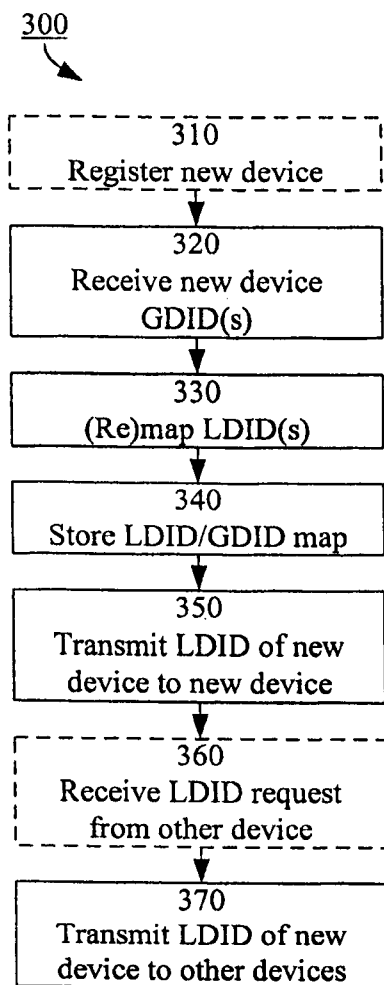 300
310
Register new device
320
Receive new device
GDID(s)
330
(Re)map LDID(s)
340
Store LDID/GDID map
350
Transmit LDID of new
device to new device
360
Receive LDID request
from other device
370
Transmit LDID of new
device to other devices